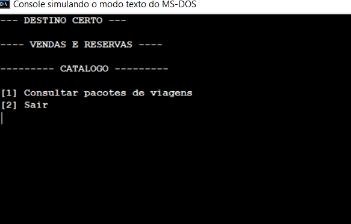 Console simulando o modo texto do MS-DOS
--- DESTINO CERTO ---
---- VENDAS E RESERVAS ----
--------- CATALOGO ---------
[1] Consultar pacotes de viagens
[2] Sair